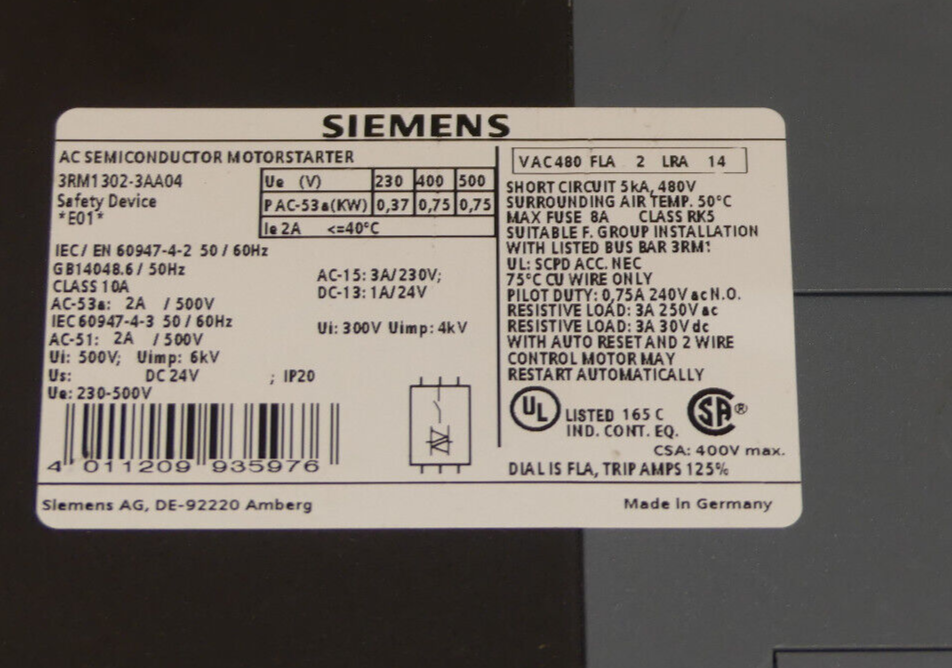 SIEMENS
AC SEMICONDUCTOR MOTORSTARTER
3RM1302-3AA04
Safety Device
*E01*
Ue (V) 230 400 500
P AC-53a(KW) 0,37 0,75 0,75
Ie 2A <=40°C
IEC/ EN 60947-4-2 50 / 60Hz
GB14048.6/ 50Hz
CLASS 10A
AC-53a: 2A / 500V
IEC60947-4-3 50 / 60Hz
AC-51: 2A / 500V
Ui: 500V; Uimp: 6kV
Us: DC 24V ; IP20
Ue: 230-500V
AC-15: 3A/230V;
DC-13: 1A/24V
Ui: 300V Uimp: 4kV
4 011209 935976
VAC480 FLA 2 LRA 14
SHORT CIRCUIT 5kA, 480V
SURROUNDING AIR TEMP. 50°C
MAX FUSE 8A CLASS RK5
SUITABLE F. GROUP INSTALLATION
WITH LISTED BUS BAR 3RM1
UL: SCPD ACC. NEC
75°C CU WIRE ONLY
PILOT DUTY: 0,75A 240V ac N.O.
RESISTIVE LOAD: 3A 250V ac
RESISTIVE LOAD: 3A 30V dc
WITH AUTO RESET AND 2 WIRE
CONTROL MOTOR MAY
RESTART AUTOMATICALLY
UL LISTED 165 C
IND. CONT. EQ.
SA®
CSA: 400V max.
DIAL IS FLA, TRIP AMPS 125%
Siemens AG, DE-92220 Amberg
Made in Germany